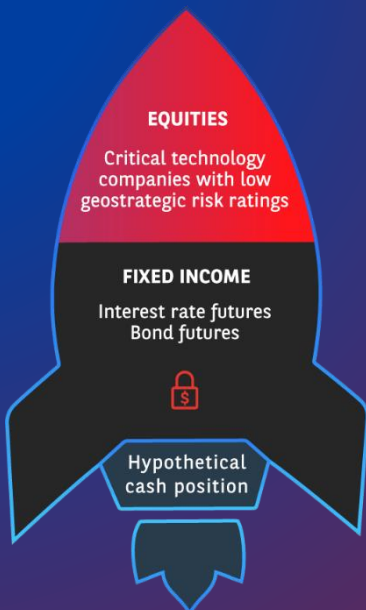 EQUITIES
Critical technology
companies with low
geostrategic risk ratings
FIXED INCOME
Interest rate futures
Bond futures
$
Hypothetical
cash position